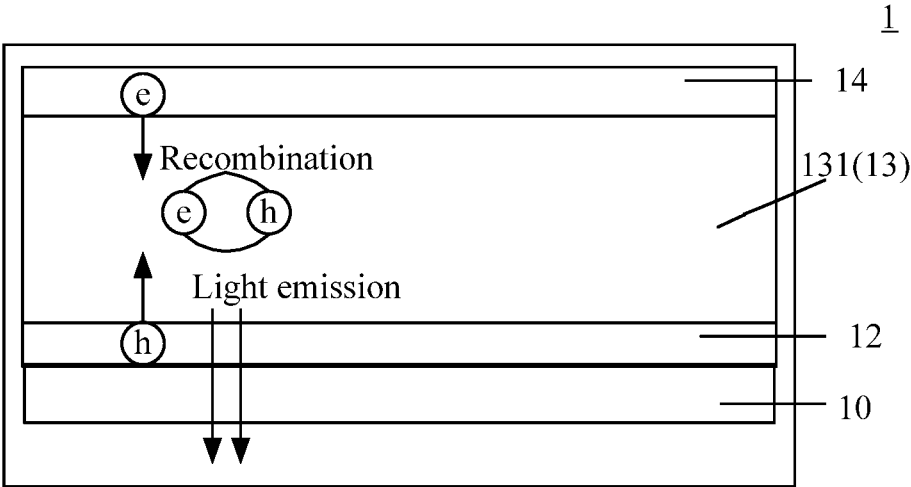 1
14
e
Recombination
131(13)
e h
Light emission
h
12
10